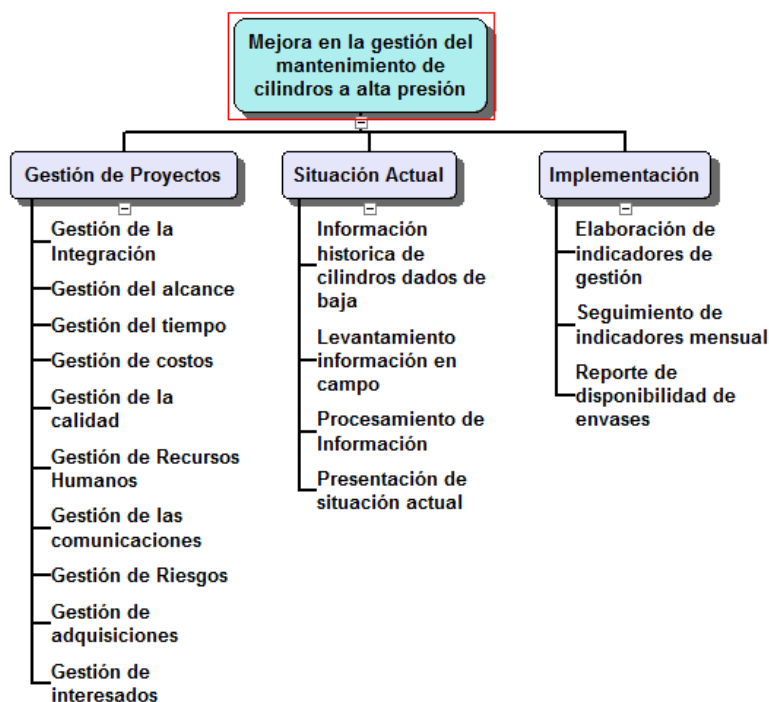 Mejora en la gestión del
mantenimiento de
cilindros a alta presión
Gestión de Proyectos
Gestión de la
Integración
Gestión del alcance
Gestión del tiempo
Gestión de costos
Gestión de la
calidad
Gestión de Recursos
Humanos
Gestión de las
comunicaciones
Gestión de Riesgos
Gestión de
adquisiciones
Gestión de
interesados
Situación Actual
Información
historica de
cilindros dados de
baja
Levantamiento
información en
campo
Procesamiento de
Información
Presentación de
situación actual
Implementación
Elaboración de
indicadores de
gestión
Seguimiento de
indicadores mensual
Reporte de
disponibilidad de
envases